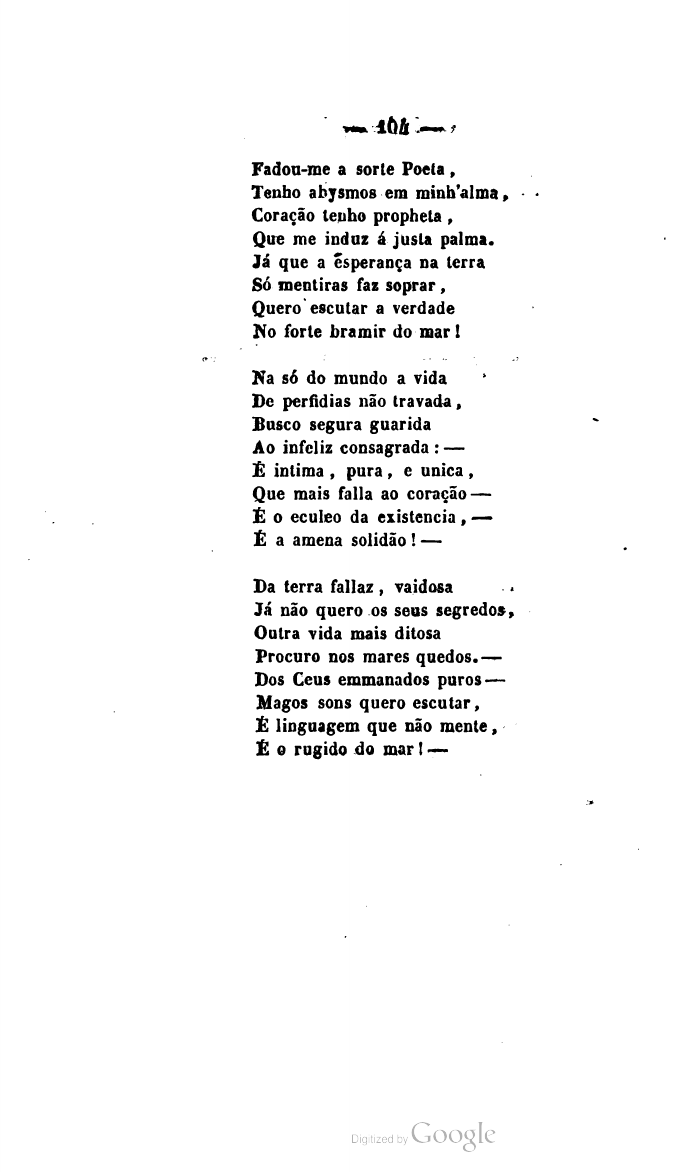 — 104 —
Fadou-me a sorte Poeta,
Tenho abysmos em minh'alma,
Coração tenho propheta,
Que me induz á justa palma.
Já que a esperança na terra
Só mentiras faz soprar,
Quero escutar a verdade
No forte bramir do mar!
Na só do mundo a vida
De perfidias não travada,
Busco segura guarida
Ao infeliz consagrada: —
É intima, pura, e unica,
Que mais falla ao coração —
É o eculeo da existencia, —
É a amena solidão! —
Da terra fallaz, vaidosa
Já não quero os seus segredos,
Outra vida mais ditosa
Procuro nos mares quedos. —
Dos Ceus emmanados puros —
Magos sons quero escutar,
É linguagem que não mente,
É o rugido do mar! —
Digitized by Google